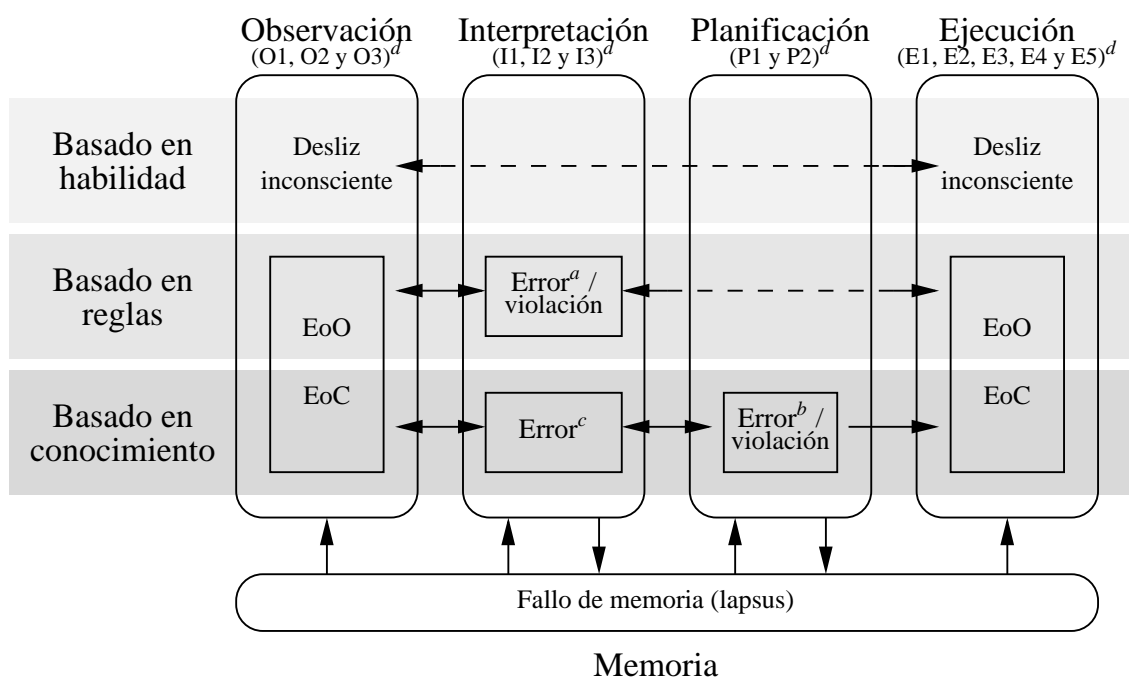 Observación
(O1, O2 y O3)d
Interpretación
(I1, I2 y I3)d
Planificación
(P1 y P2)d
Ejecución
(E1, E2, E3, E4 y E5)d
Basado en
habilidad
Desliz
inconsciente
Desliz
inconsciente
Basado en
reglas
Errora /
violación
EoO
EoO
Basado en
conocimiento
EoC
Errorc
Errorb /
violación
EoC
Fallo de memoria (lapsus)
Memoria